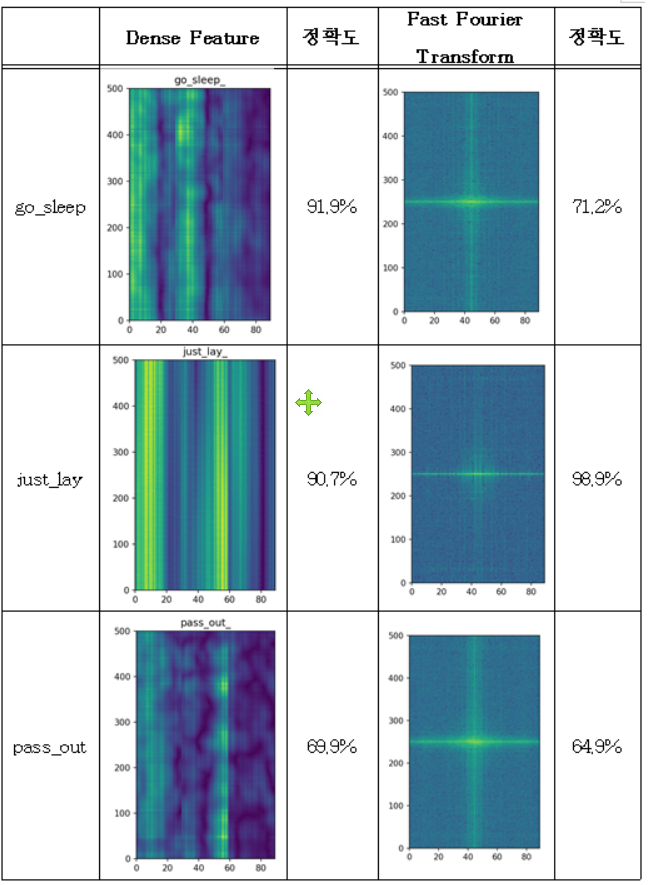 Dense Feature
정확도
Fast Fourier
Transform
정확도
go_sleep
go_sleep_
500
400
300
200
100
0
0 20 40 60 80
91,9%
500
400
300
200
100
0
0 20 40 60 80
71,2%
just_lay
just_lay_
500
400
300
200
100
0
0 20 40 60 80
90,7%
500
400
300
200
100
0
0 20 40 60 80
98,9%
pass_out
pass_out_
500
400
300
200
100
0
0 20 40 60 80
69,9%
500
400
300
200
100
0
0 20 40 60 80
64,9%